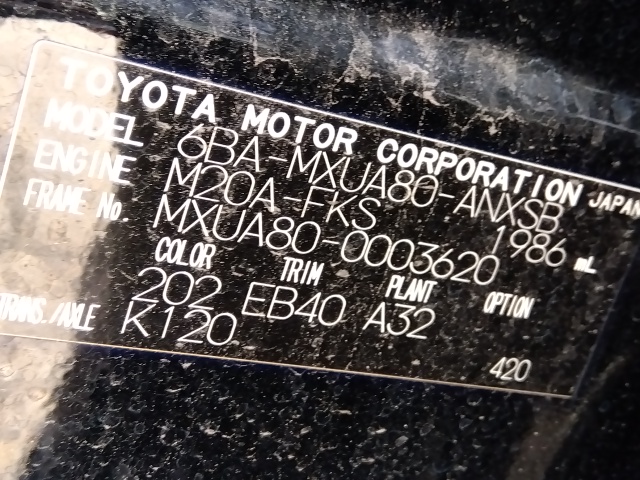 TOYOTA MOTOR CORPORATION JAPAN
MODEL 6BA-MXUA80-ANXSB
ENGINE M20A-FKS 1986 mL
FRAME No. MXUA80-0003620
COLOR TRIM PLANT OPTION
202 EB40 A32
TRANS./AXLE K120 420